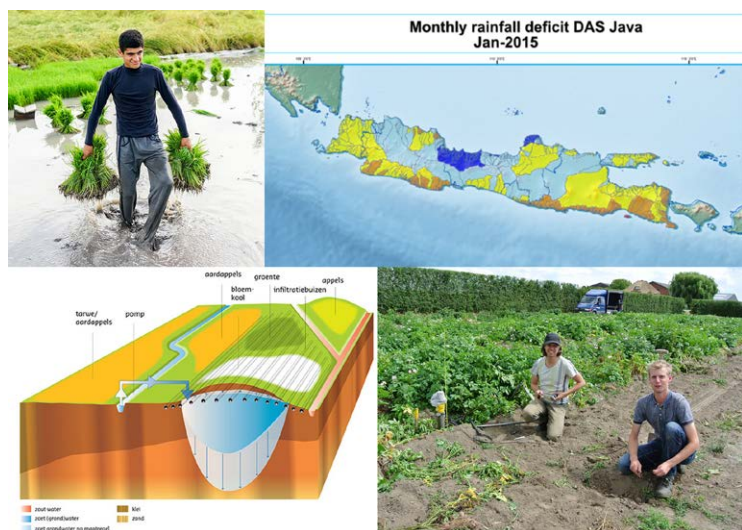 Monthly rainfall deficit DAS Java
Jan-2015
aardappels
groente
bloem-
kool
infiltratiebuizen
appels
tarwe/
aardappels
pomp
zout water
zoet (grond)water
klei
zand